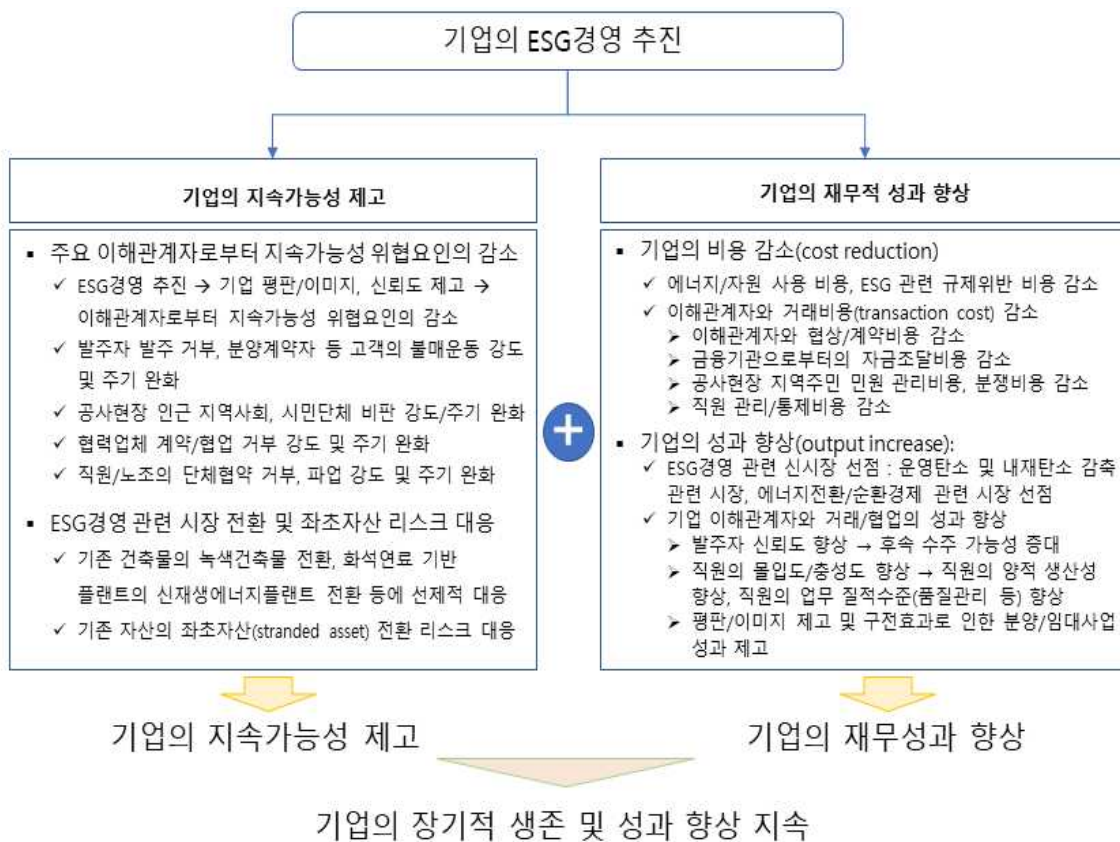 기업의 ESG경영 추진
기업의 지속가능성 제고
▪ 주요 이해관계자로부터 지속가능성 위협요인의 감소
✓ ESG경영 추진 → 기업 평판/이미지, 신뢰도 제고 →
이해관계자로부터 지속가능성 위협요인의 감소
✓ 발주자 발주 거부, 분양계약자 등 고객의 불매운동 강도
및 주기 완화
✓ 공사현장 인근 지역사회, 시민단체 비판 강도/주기 완화
✓ 협력업체 계약/협업 거부 강도 및 주기 완화
✓ 직원/노조의 단체협약 거부, 파업 강도 및 주기 완화
▪ ESG경영 관련 시장 전환 및 좌초자산 리스크 대응
✓ 기존 건축물의 녹색건축물 전환, 화석연료 기반
플랜트의 신재생에너지플랜트 전환 등에 선제적 대응
✓ 기존 자산의 좌초자산(stranded asset) 전환 리스크 대응
+
기업의 재무적 성과 향상
▪ 기업의 비용 감소(cost reduction)
✓ 에너지/자원 사용 비용, ESG 관련 규제위반 비용 감소
✓ 이해관계자와 거래비용(transaction cost) 감소
➢ 이해관계자와 협상/계약비용 감소
➢ 금융기관으로부터의 자금조달비용 감소
➢ 공사현장 지역주민 민원 관리비용, 분쟁비용 감소
➢ 직원 관리/통제비용 감소
▪ 기업의 성과 향상(output increase):
✓ ESG경영 관련 신시장 선점 : 운영탄소 및 내재탄소 감축
관련 시장, 에너지전환/순환경제 관련 시장 선점
✓ 기업 이해관계자와 거래/협업의 성과 향상
➢ 발주자 신뢰도 향상 → 후속 수주 가능성 증대
➢ 직원의 몰입도/충성도 향상 → 직원의 양적 생산성
향상, 직원의 업무 질적수준(품질관리 등) 향상
➢ 평판/이미지 제고 및 구전효과로 인한 분양/임대사업
성과 제고
기업의 지속가능성 제고
기업의 재무성과 향상
기업의 장기적 생존 및 성과 향상 지속